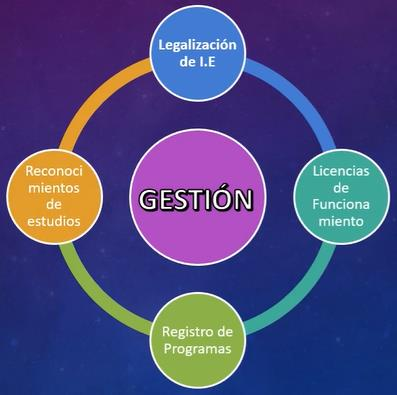 Legalización
de I.E
Reconoci
mientos
de
estudios
GESTIÓN
Licencias
de
Funciona
miento
Registro de
Programas